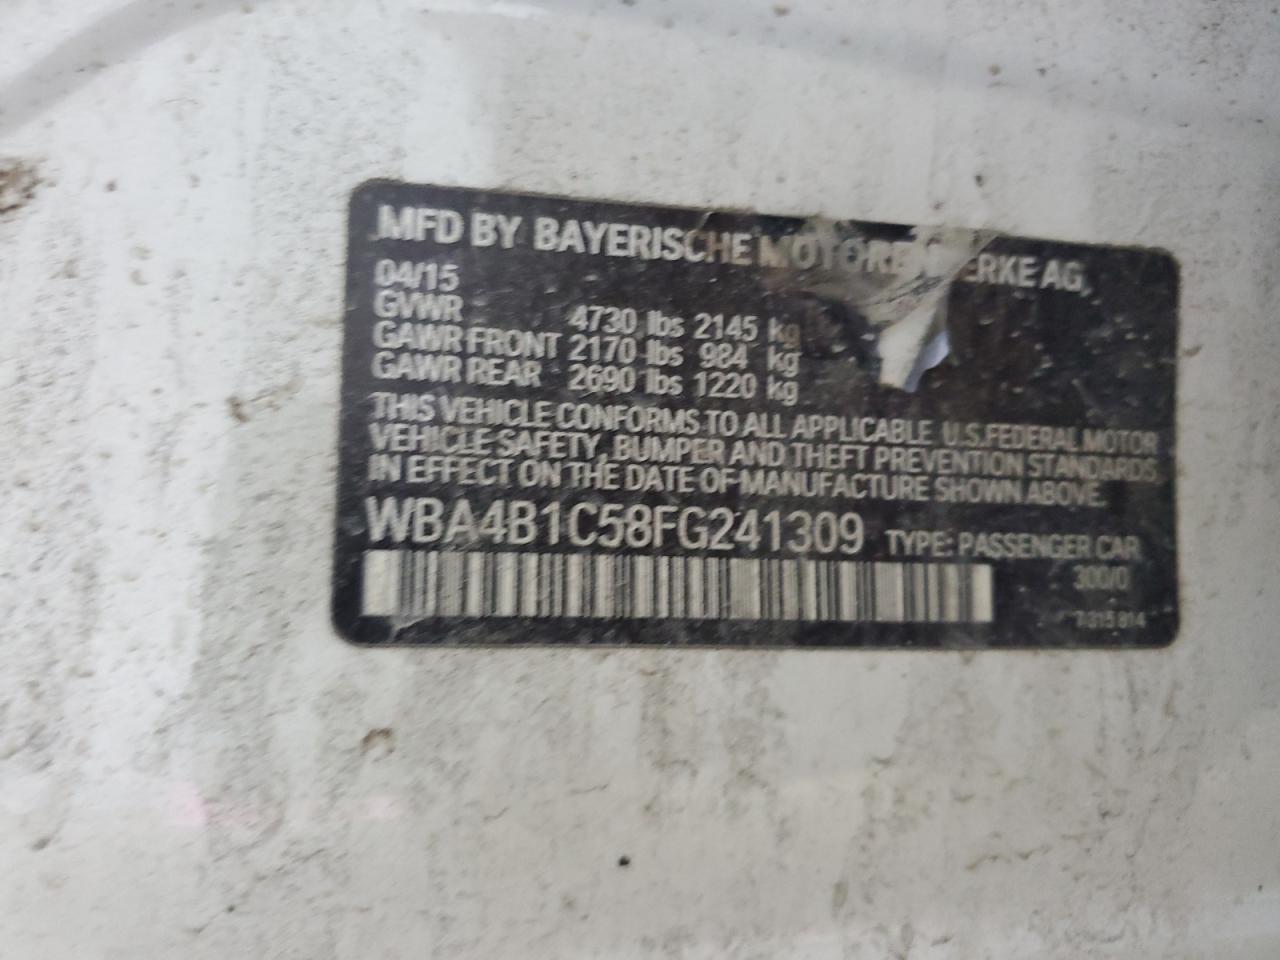 MFD BY BAYERISCHE MOTOREN WERKE AG
04/15
GVWR 4730 lbs 2145 kg
GAWR FRONT 2170 lbs 984 kg
GAWR REAR 2690 lbs 1220 kg
THIS VEHICLE CONFORMS TO ALL APPLICABLE U.S.FEDERAL MOTOR
VEHICLE SAFETY, BUMPER AND THEFT PREVENTION STANDARDS
IN EFFECT ON THE DATE OF MANUFACTURE SHOWN ABOVE.
WBA4B1C58FG241309 TYPE: PASSENGER CAR
300/0
7 315 814